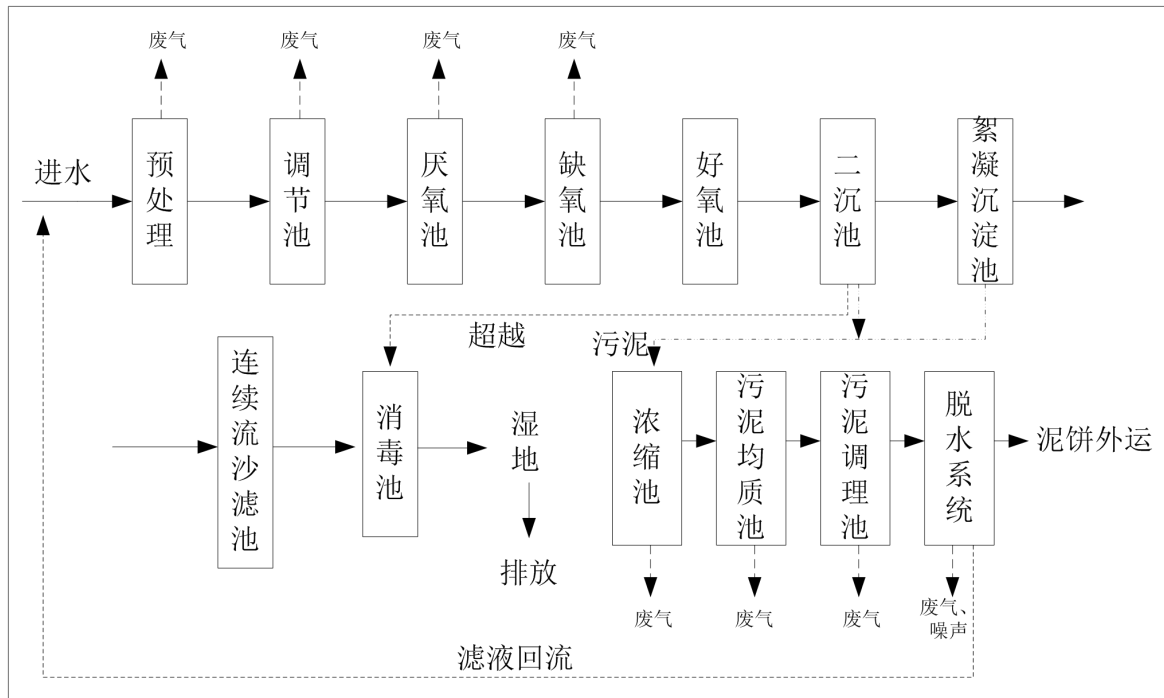 废气
废气
废气
废气
进水
预处理
调节池
厌氧池
缺氧池
好氧池
二沉池
絮凝沉淀池
超越
污泥
连续流沙滤池
消毒池
湿地
排放
浓缩池
污泥均质池
污泥调理池
脱水系统
泥饼外运
废气
废气
废气
废气、
噪声
滤液回流